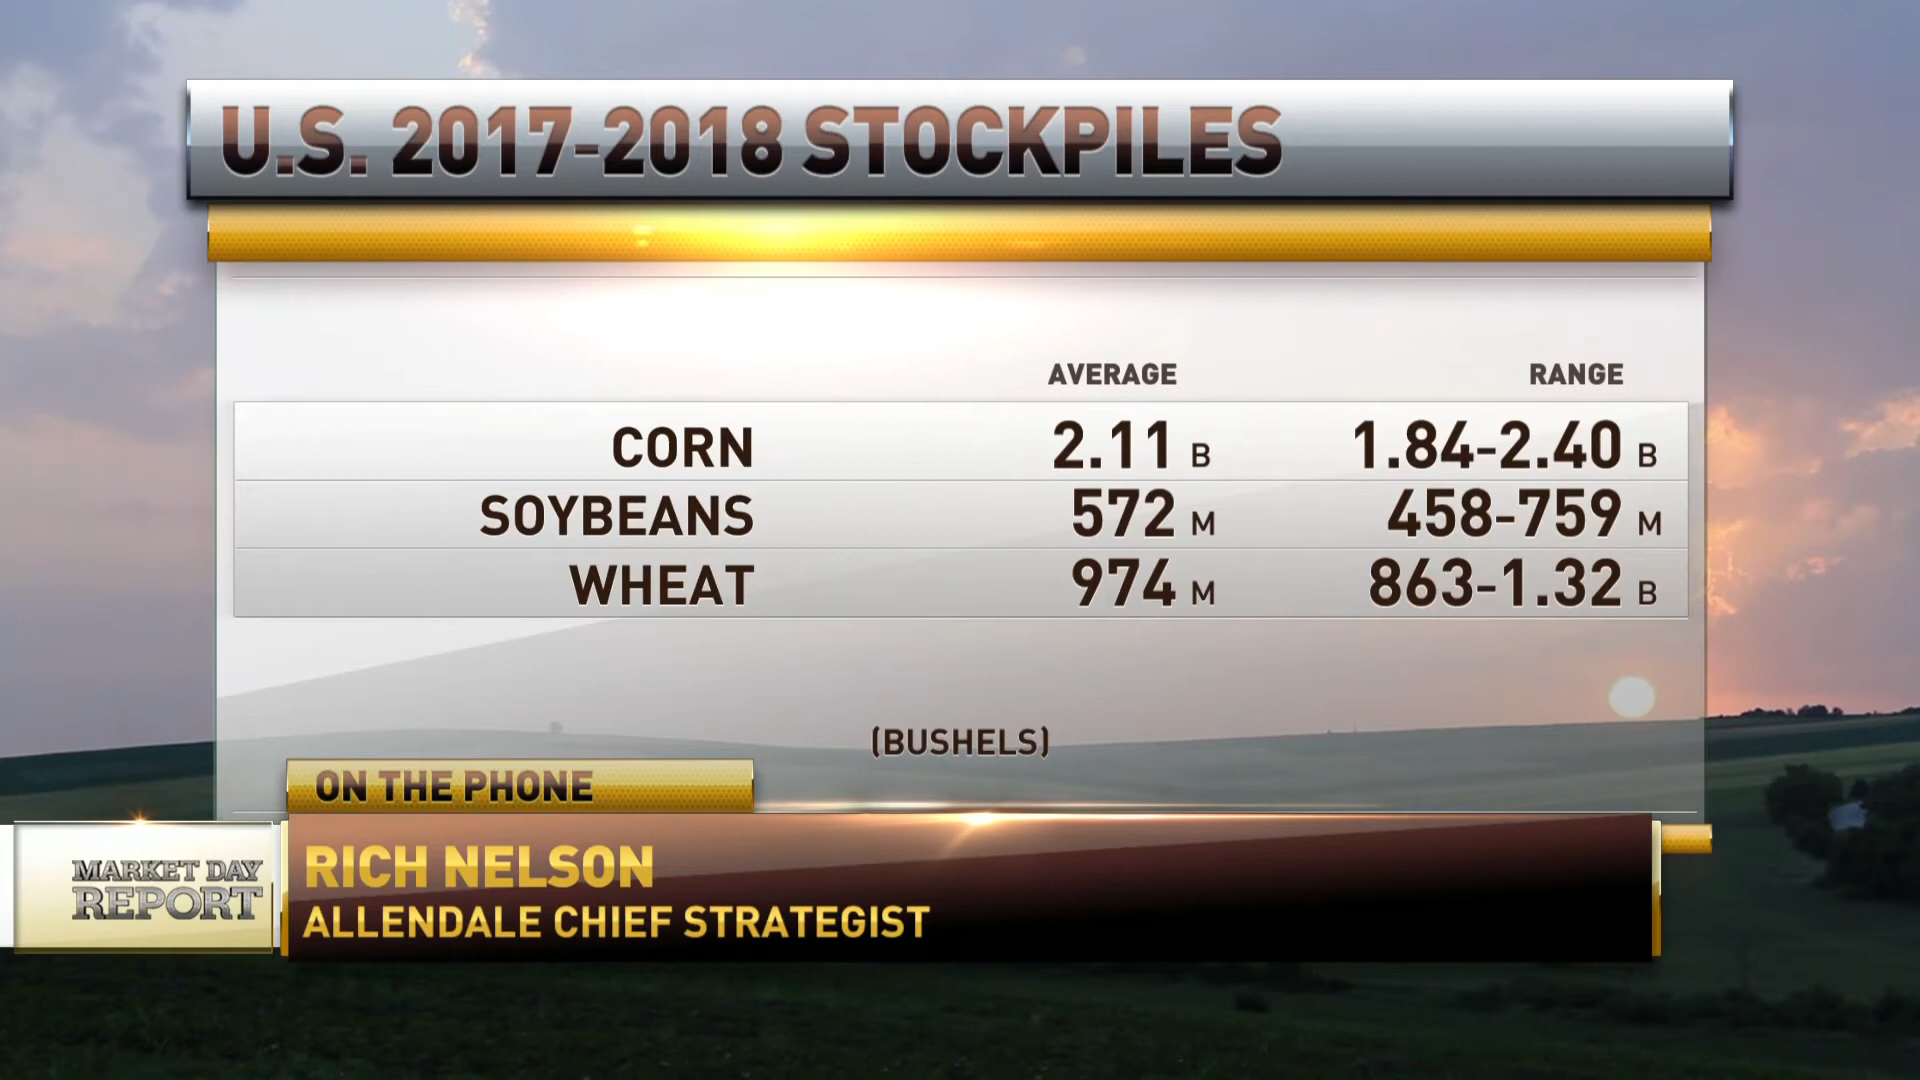 U.S. 2017-2018 STOCKPILES
AVERAGE RANGE
CORN 2.11 B 1.84-2.40 B
SOYBEANS 572 M 458-759 M
WHEAT 974 M 863-1.32 B
(BUSHELS)
ON THE PHONE
MARKET DAY
REPORT
RICH NELSON
ALLENDALE CHIEF STRATEGIST